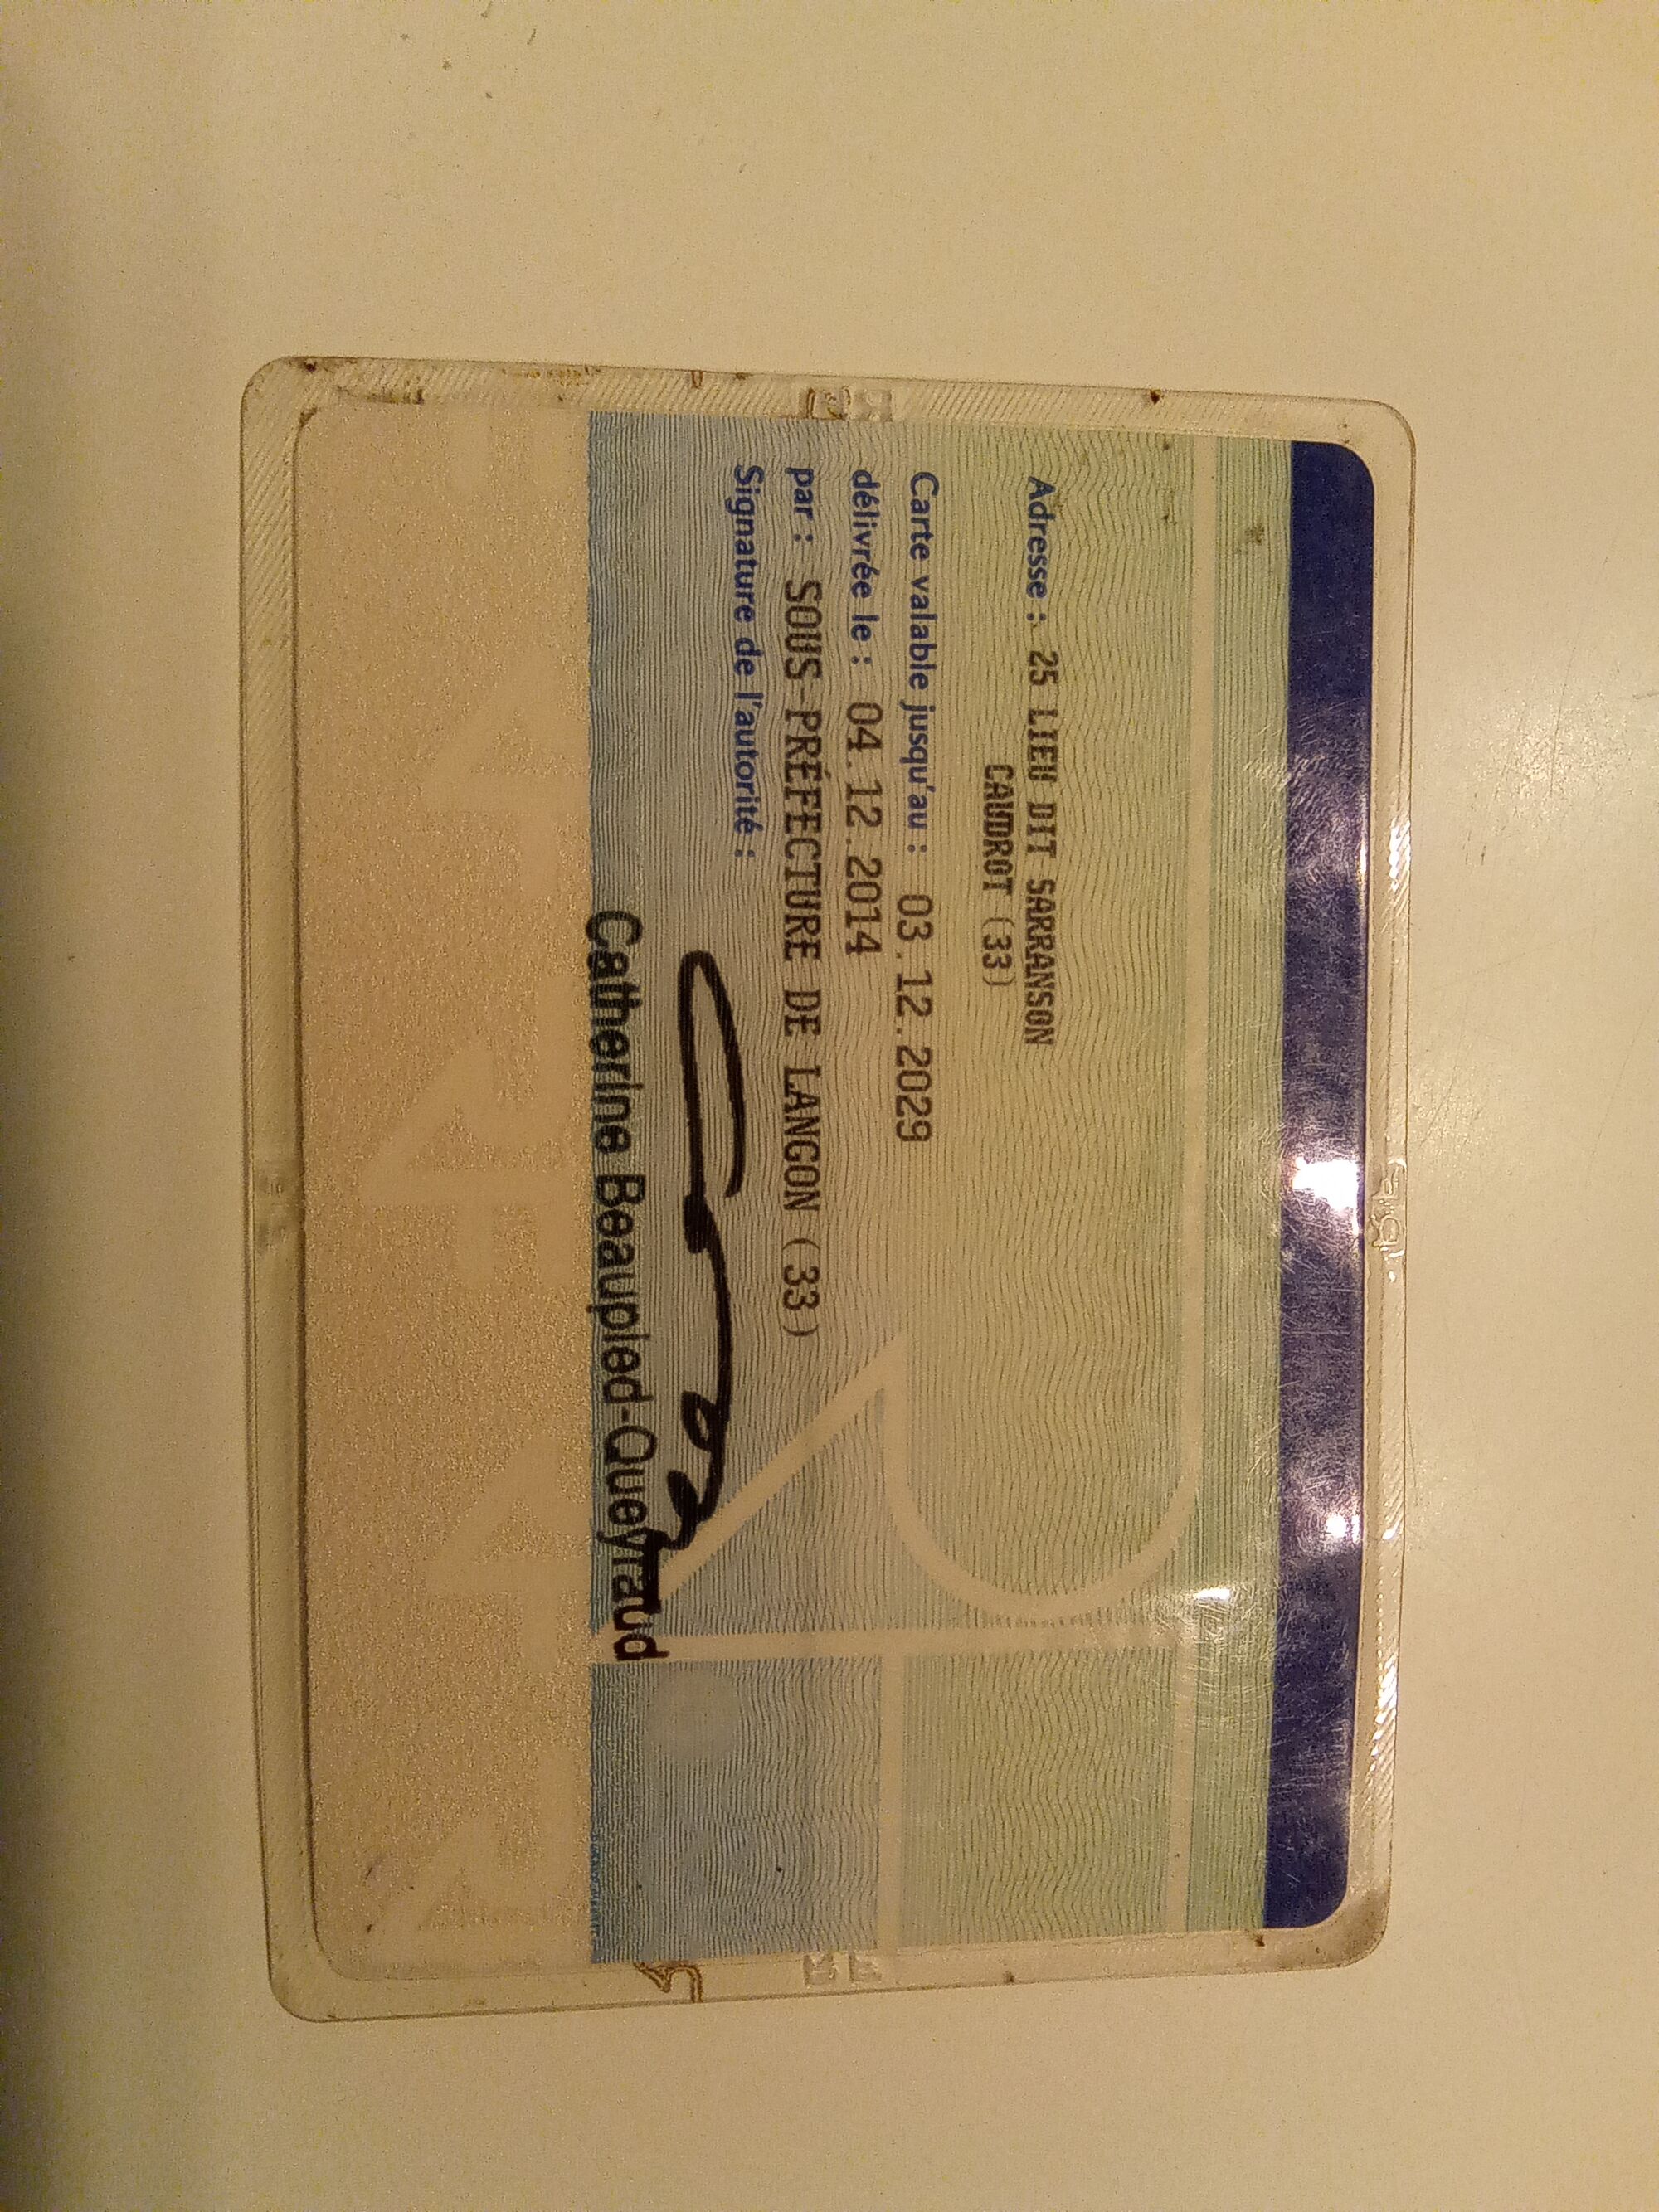 Adresse : 25 LIEU DIT SARRANSON
CAUDROT (33)
Carte valable jusqu'au : 03.12.2029
délivrée le : 04.12.2014
par : SOUS-PRÉFECTURE DE LANGON (33)
Signature de l'autorité :
Catherine Beaupied-Queyraud